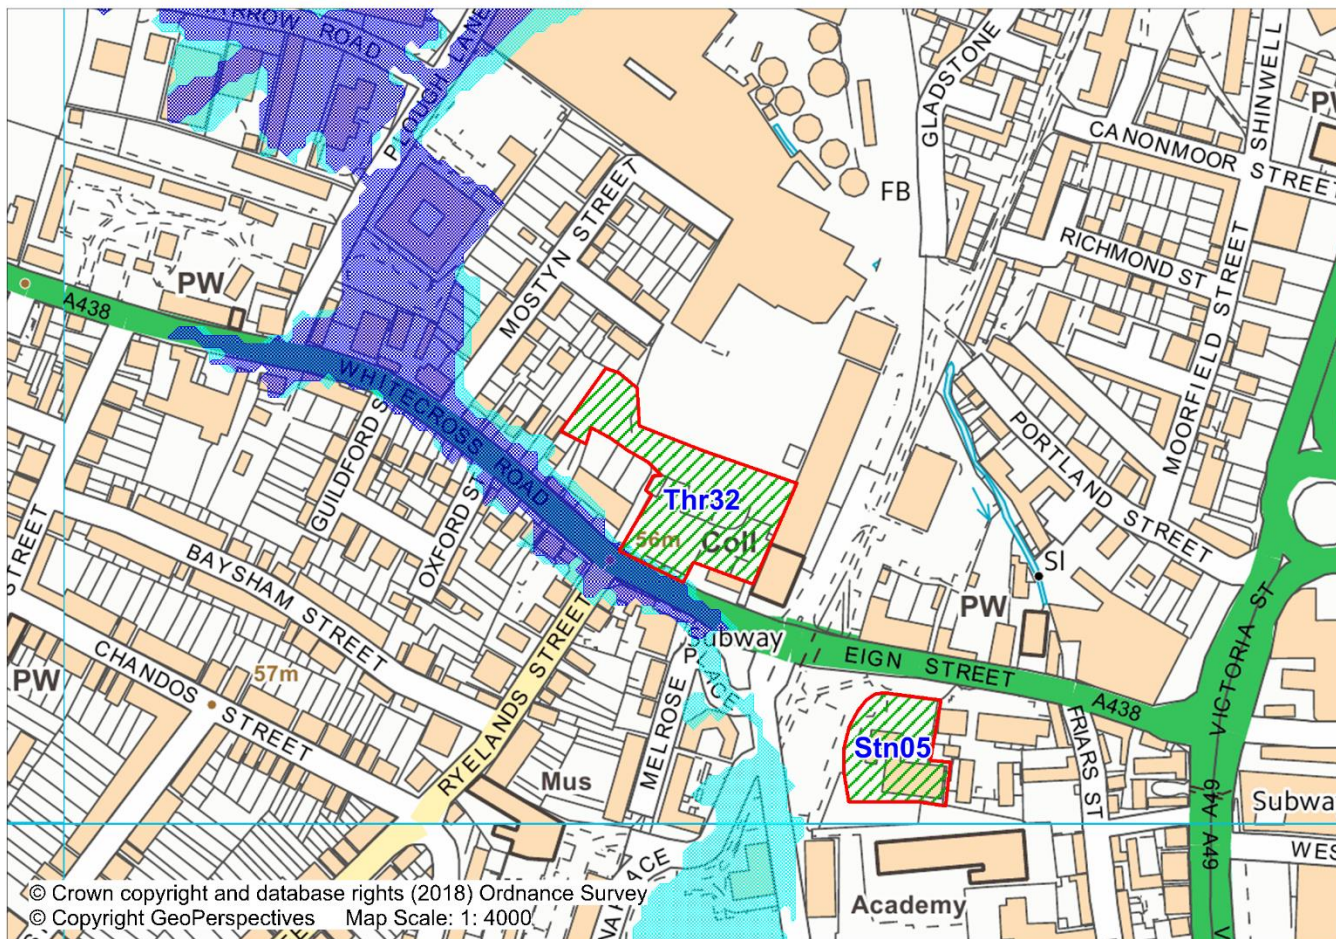 ARROW ROAD
PLOUGH LANE
GLADSTONE
CANONMOOR STREET
SHINWELL
PW
FB
RICHMOND ST
MOORFIELD STREET
MOSTYN STREET
PW
A438
WHITECROSS ROAD
GUILDFORD S
OXFORD ST
PORTLAND STREET
Thr32
56m
Coll
SI
PW
STREET
BAYSHAM STREET
RYELANDS STREET
Subway
EIGN STREET
A438
VICTORIA ST
PW
CHANDOS STREET
57m
MELROSE PLACE
Stn05
FRIARS ST
Mus
A49 A49
Subwa
WES
© Crown copyright and database rights (2018) Ordnance Survey
© Copyright GeoPerspectives Map Scale: 1: 4000
Academy